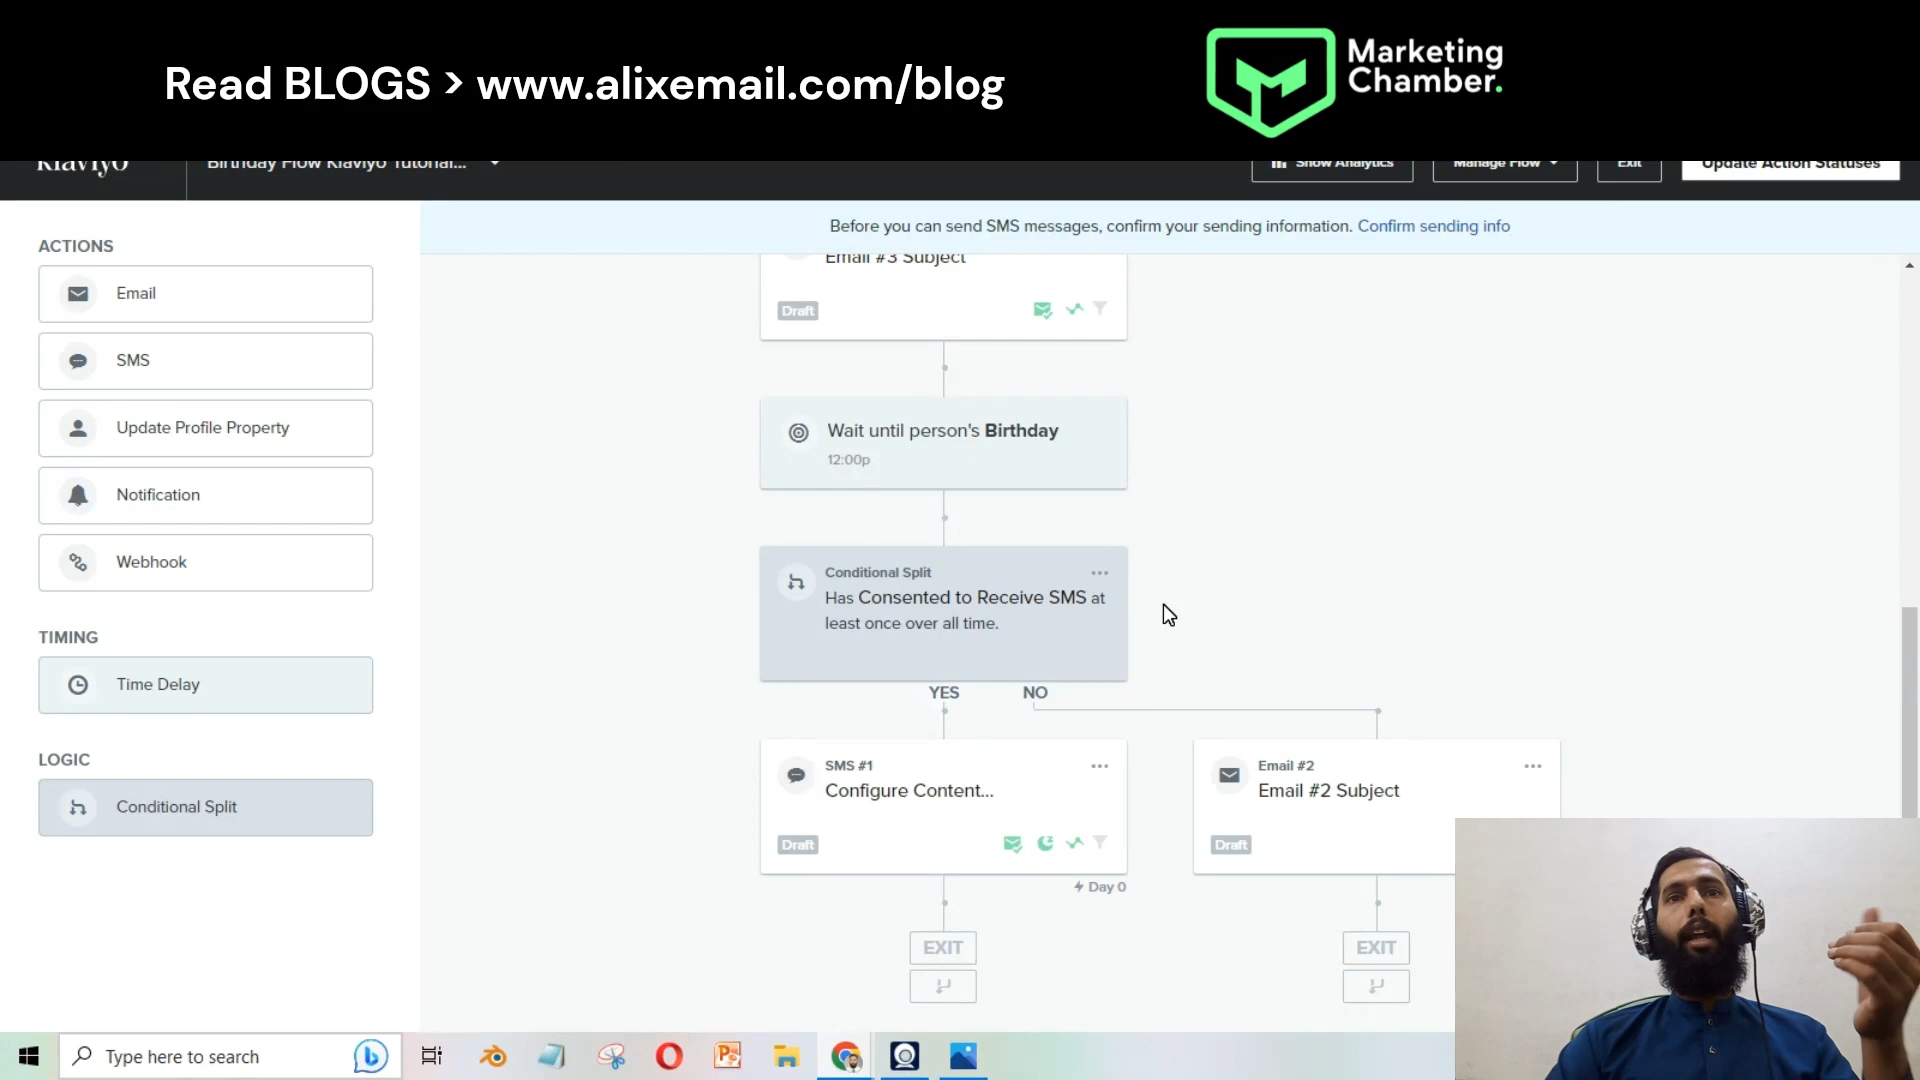 Read BLOGS > www.alixemail.com/blog
Marketing
Chamber.
klaviyo
Birthday Flow Klaviyo Tutorial...
Show Analytics
Manage Flow
Exit
Update Action Statuses
Before you can send SMS messages, confirm your sending information. Confirm sending info
ACTIONS
Email
SMS
Update Profile Property
Notification
Webhook
TIMING
Time Delay
LOGIC
Conditional Split
Email #3 Subject
Draft
Wait until person's Birthday
12:00p
Conditional Split
Has Consented to Receive SMS at
least once over all time.
YES
NO
SMS #1
Configure Content...
Draft
Day 0
EXIT
Email #2
Email #2 Subject
Draft
EXIT
Type here to search